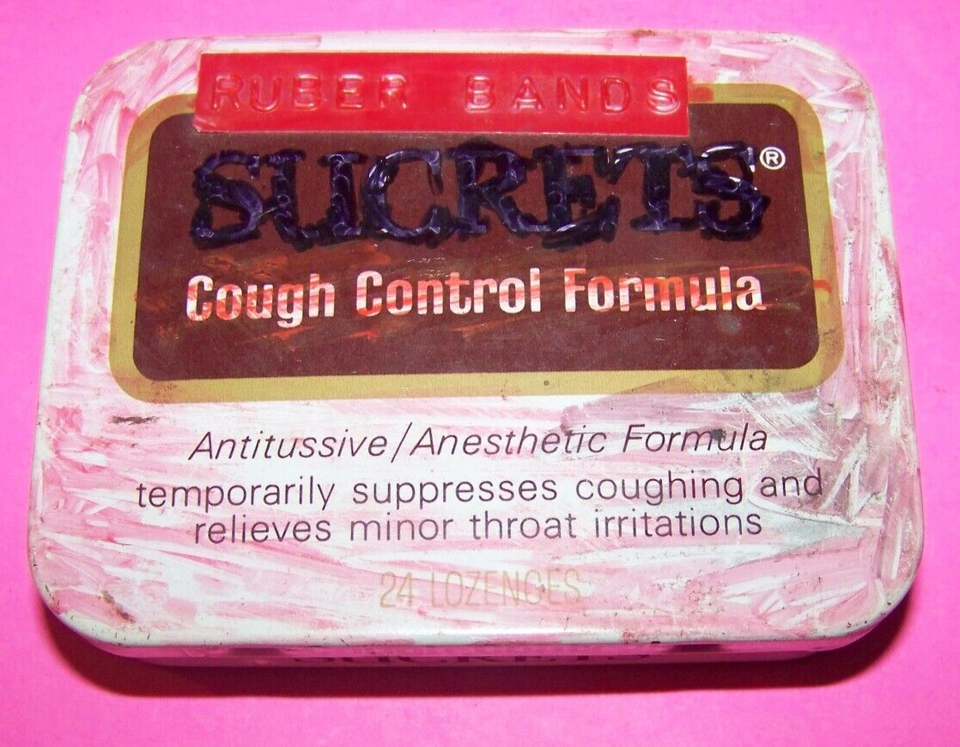 RUBER BANDS
SUCRETS®
Cough Control Formula
Antitussive/Anesthetic Formula
temporarily suppresses coughing and
relieves minor throat irritations
24 LOZENGES
SUCRETS